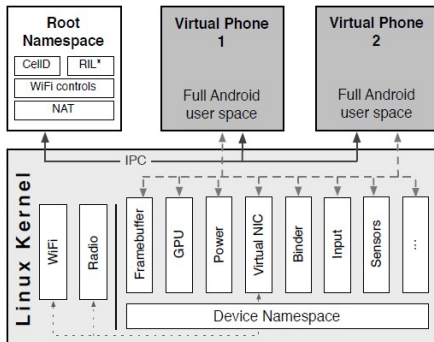 Root
Namespace
CellD
RIL*
WiFi controls
NAT
Virtual Phone
1
Full Android
user space
Virtual Phone
2
Full Android
user space
IPC
Linux Kernel
WiFi
Radio
Framebuffer
GPU
Power
Virtual NIC
Binder
Input
Sensors
...
Device Namespace